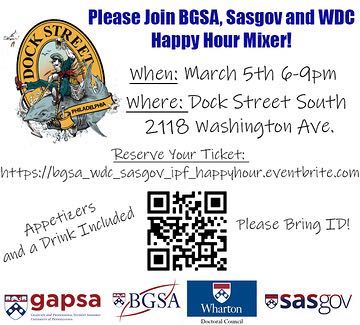 Please Join BGSA, Sasgov and WDC
Happy Hour Mixer!
DOCK STREET
PHILADELPHIA
When: March 5th 6-9pm
Where: Dock Street South
2118 Washington Ave.
Reserve Your Ticket:
https://bgsa_wdc_sasgov_ipf_happyhour.eventbrite.com
Appetizers
and a Drink Included
Please Bring ID!
gapsa
BGSA
Wharton
Doctoral Council
sasgov